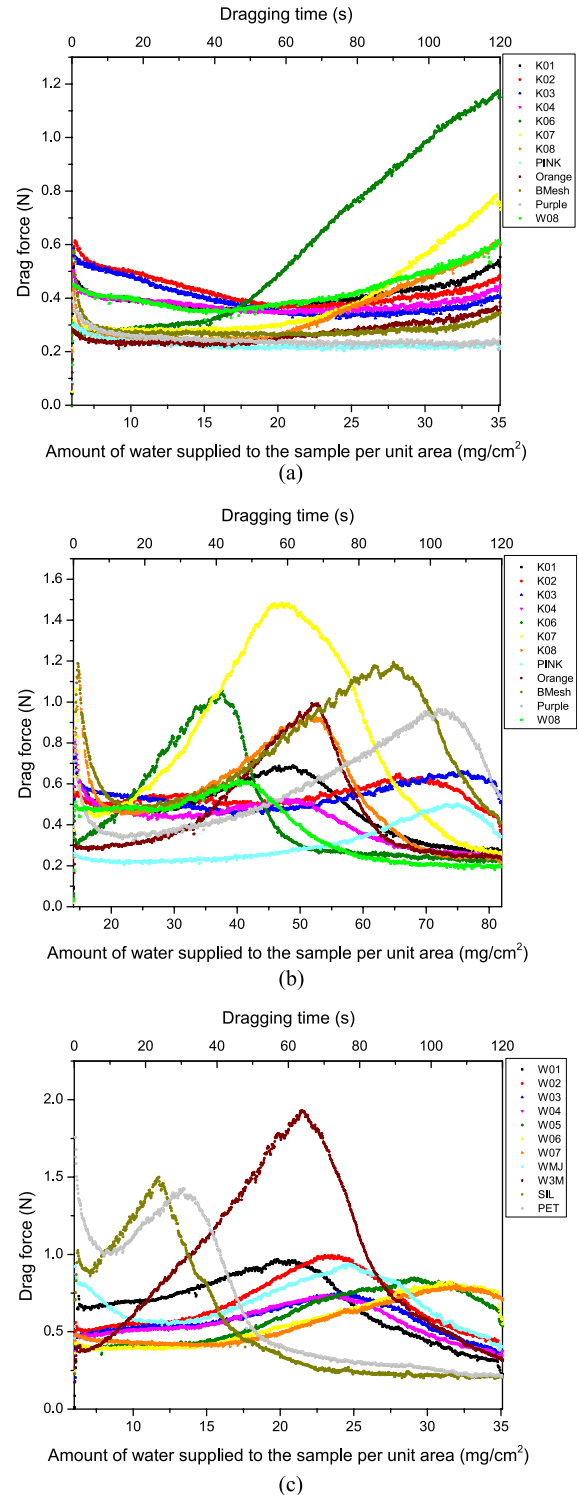 Dragging time (s)
0 20 40 60 80 100 120
1.2
1.0
0.8
0.6
0.4
0.2
0.0
Drag force (N)
K01
K02
K03
K04
K06
K07
K08
PINK
Orange
BMesh
Purple
W08
10 15 20 25 30 35
Amount of water supplied to the sample per unit area (mg/cm²)
(a)
Dragging time (s)
0 20 40 60 80 100 120
1.6
1.4
1.2
1.0
0.8
0.6
0.4
0.2
0.0
Drag force (N)
K01
K02
K03
K04
K06
K07
K08
PINK
Orange
BMesh
Purple
W08
20 30 40 50 60 70 80
Amount of water supplied to the sample per unit area (mg/cm²)
(b)
Dragging time (s)
0 20 40 60 80 100 120
2.0
1.5
1.0
0.5
0.0
Drag force (N)
W01
W02
W03
W04
W05
W06
W07
WMJ
W3M
SIL
PET
10 15 20 25 30 35
Amount of water supplied to the sample per unit area (mg/cm²)
(c)